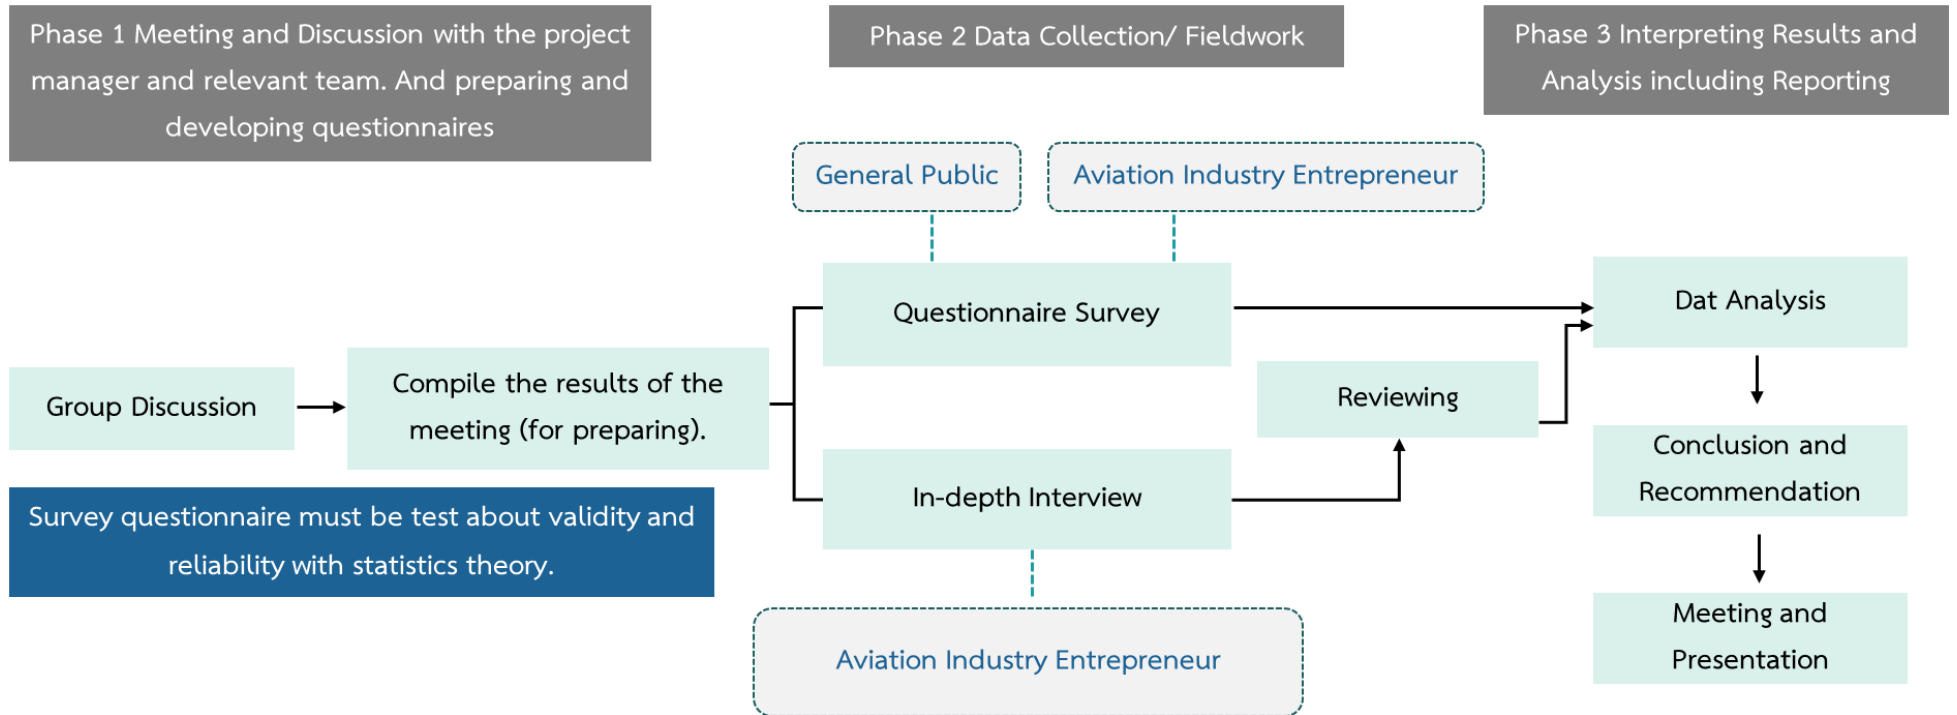 Phase 1 Meeting and Discussion with the project
manager and relevant team. And preparing and
developing questionnaires
Phase 2 Data Collection/ Fieldwork
Phase 3 Interpreting Results and
Analysis including Reporting
General Public
Aviation Industry Entrepreneur
Questionnaire Survey
Dat Analysis
Group Discussion
Compile the results of the
meeting (for preparing).
Reviewing
In-depth Interview
Conclusion and
Recommendation
Survey questionnaire must be test about validity and
reliability with statistics theory.
Aviation Industry Entrepreneur
Meeting and
Presentation